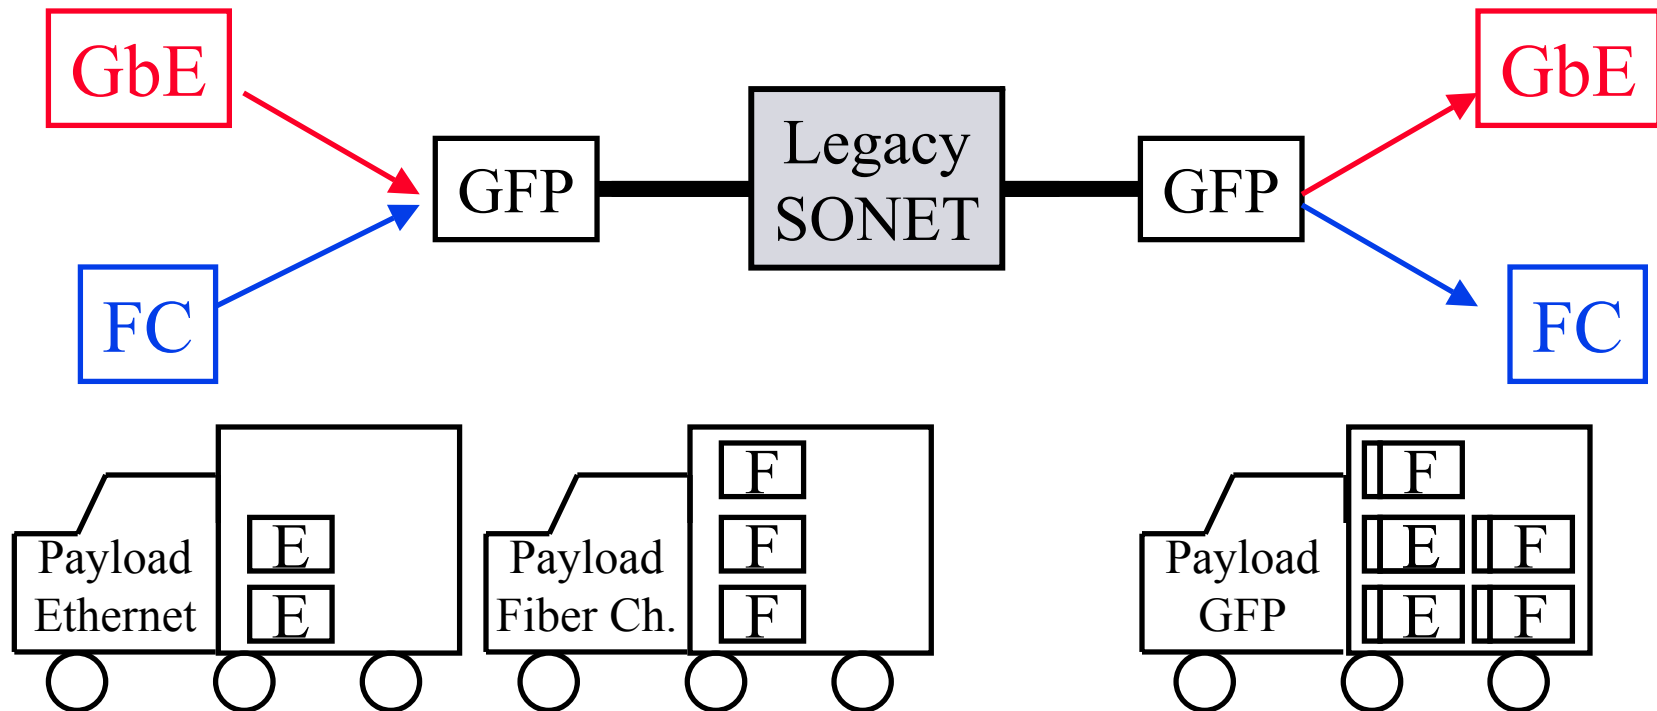 GbE
GbE
Legacy
SONET
GFP
GFP
FC
FC
F
F
F
E
F
E
F
Payload
Ethernet
E
Payload
Fiber Ch.
F
Payload
GFP
E
F
E
F